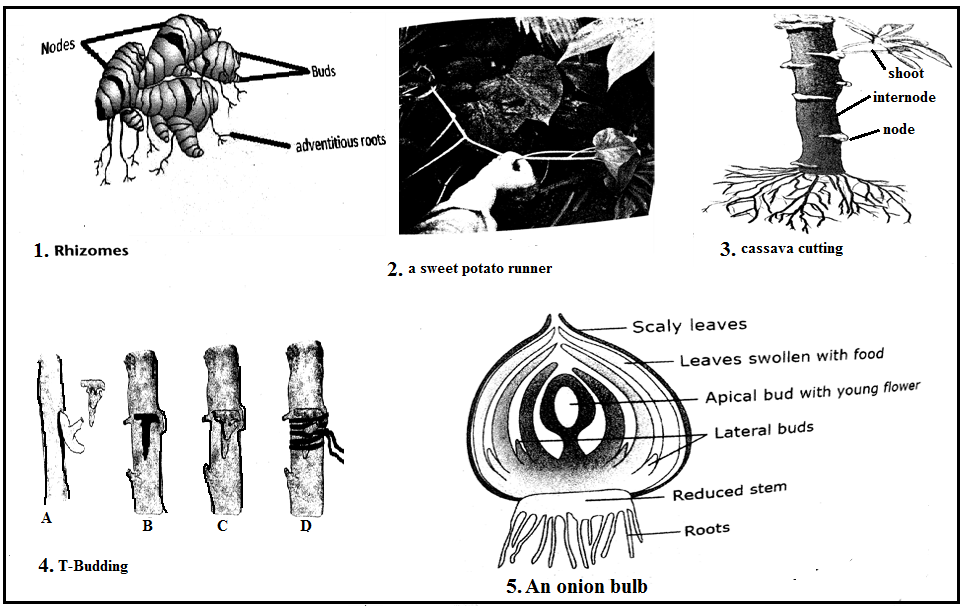 Nodes
Buds
adventitious roots
1. Rhizomes
2. a sweet potato runner
shoot
internode
node
3. cassava cutting
A
B
C
D
4. T-Budding
Scaly leaves
Leaves swollen with food
Apical bud with young flower
Lateral buds
Reduced stem
Roots
5. An onion bulb